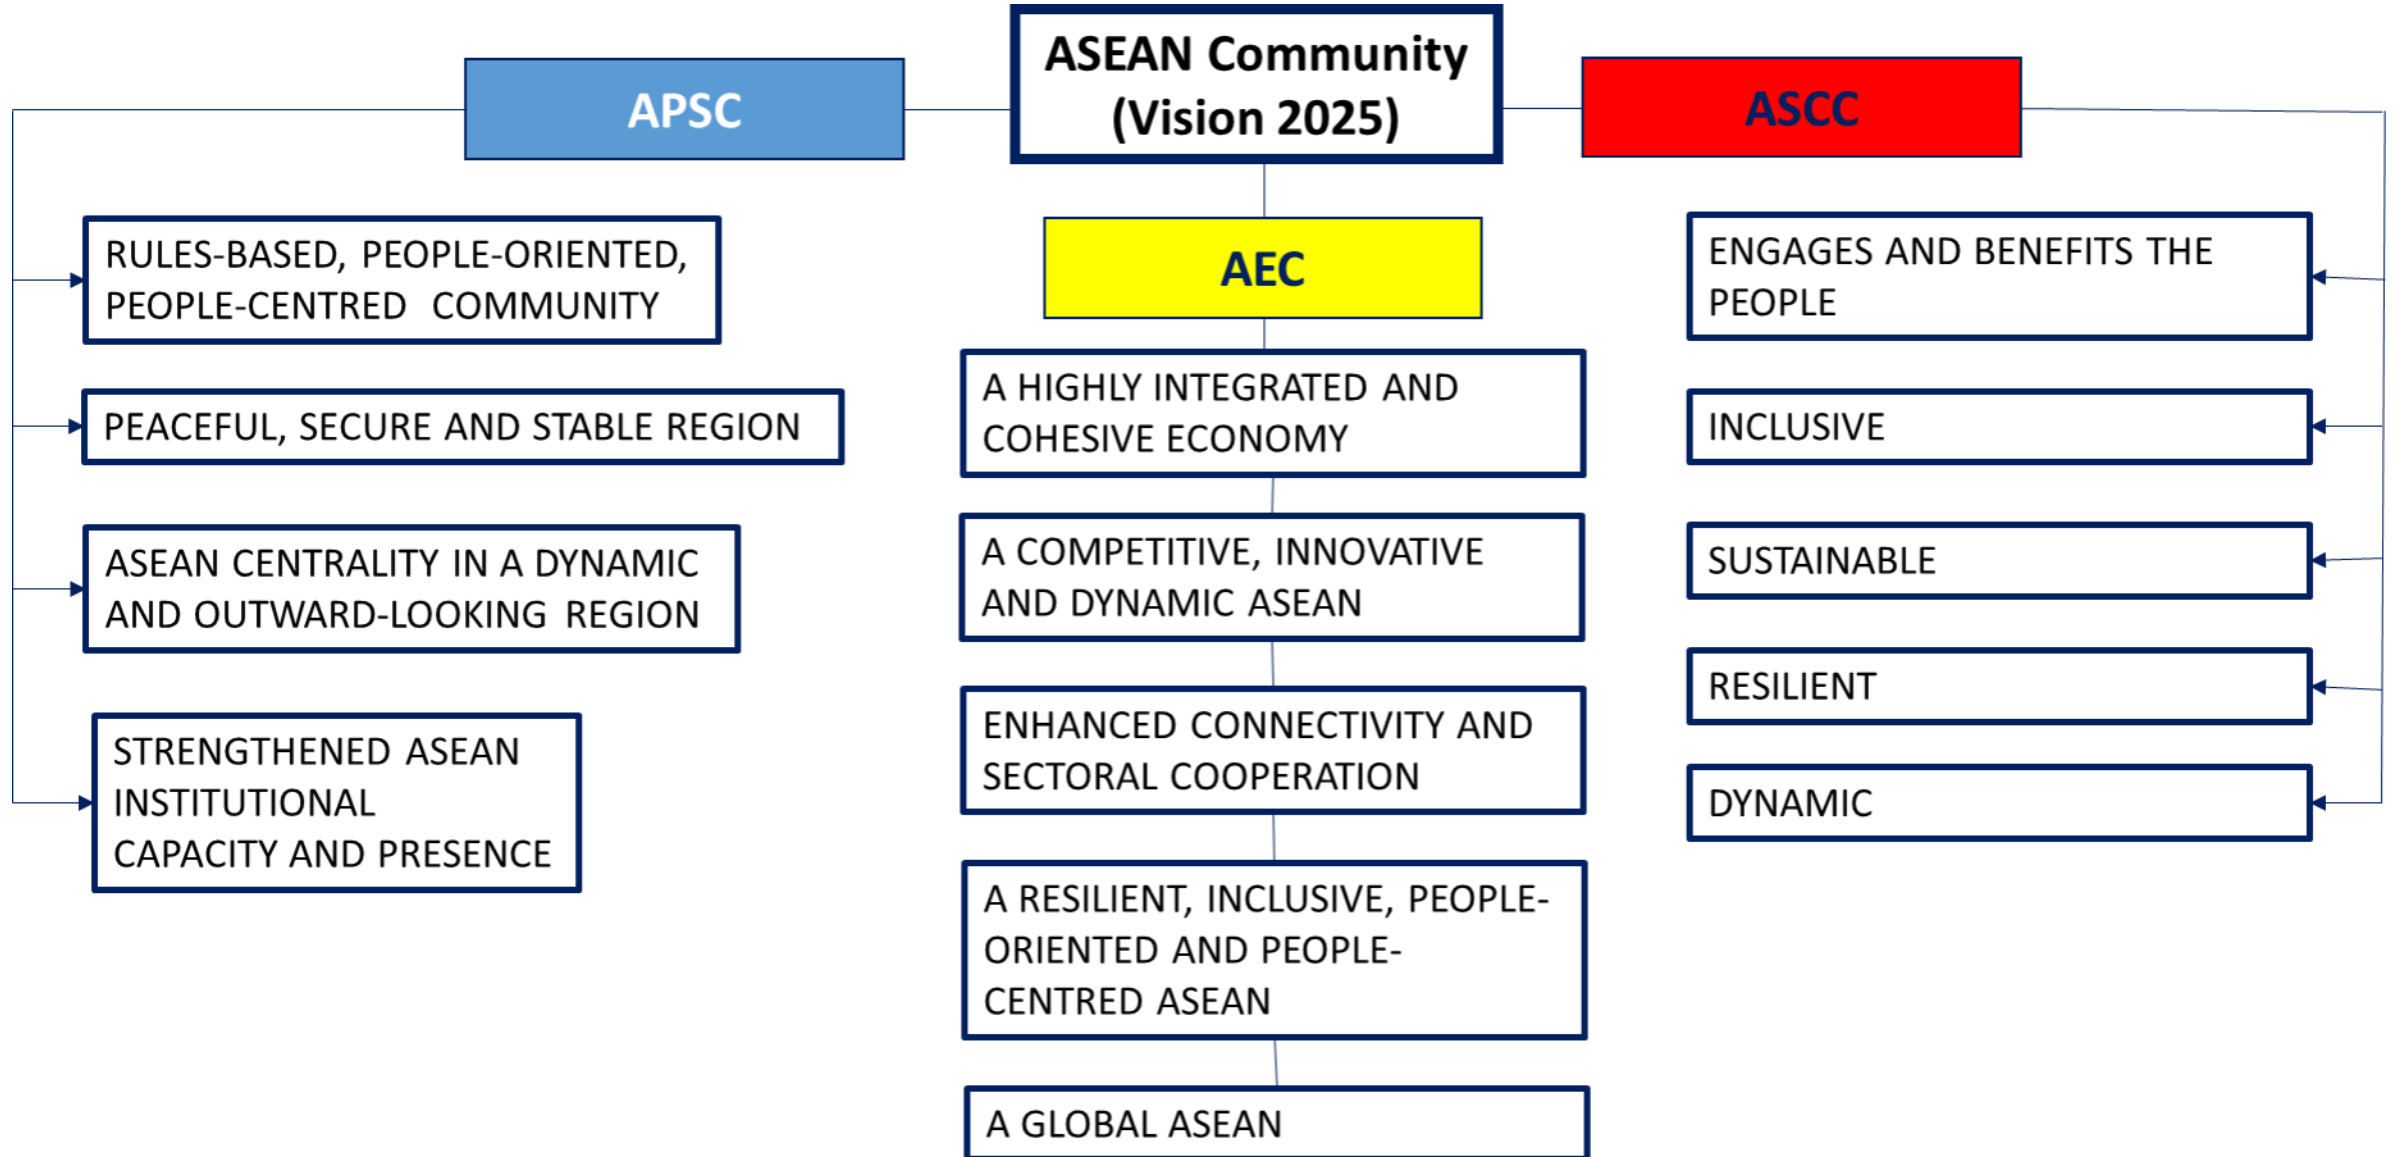 ASEAN Community
(Vision 2025)
APSC
RULES-BASED, PEOPLE-ORIENTED,
PEOPLE-CENTRED COMMUNITY
PEACEFUL, SECURE AND STABLE REGION
ASEAN CENTRALITY IN A DYNAMIC
AND OUTWARD-LOOKING REGION
STRENGTHENED ASEAN
INSTITUTIONAL
CAPACITY AND PRESENCE
AEC
A HIGHLY INTEGRATED AND
COHESIVE ECONOMY
A COMPETITIVE, INNOVATIVE
AND DYNAMIC ASEAN
ENHANCED CONNECTIVITY AND
SECTORAL COOPERATION
A RESILIENT, INCLUSIVE, PEOPLE-
ORIENTED AND PEOPLE-
CENTRED ASEAN
A GLOBAL ASEAN
ASCC
ENGAGES AND BENEFITS THE
PEOPLE
INCLUSIVE
SUSTAINABLE
RESILIENT
DYNAMIC